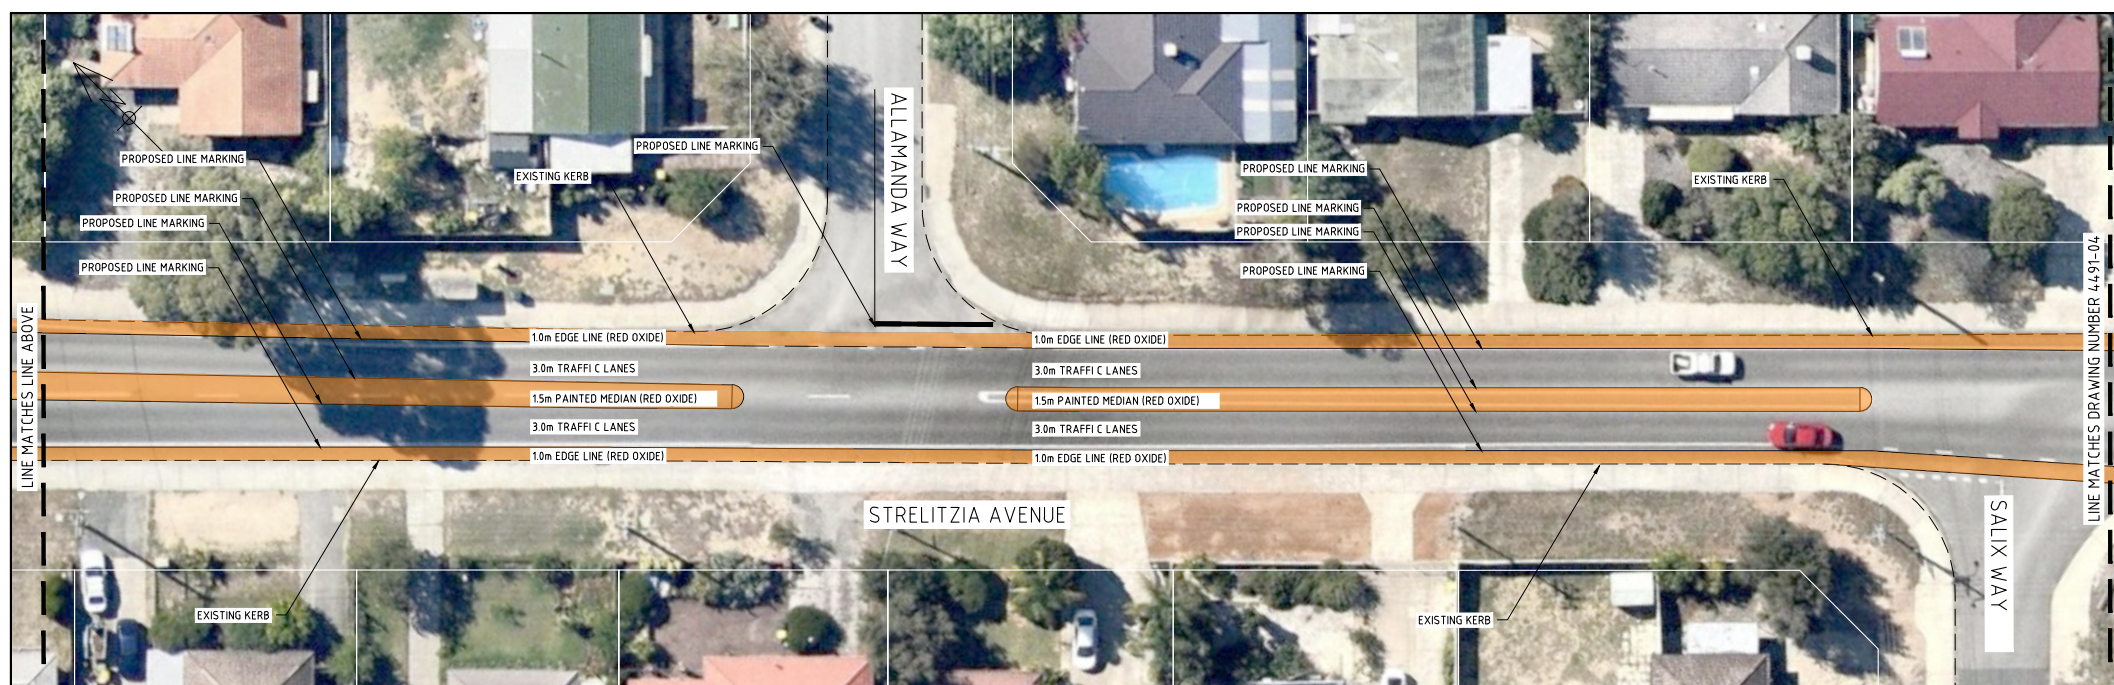 PROPOSED LINE MARKING
PROPOSED LINE MARKING
PROPOSED LINE MARKING
PROPOSED LINE MARKING
EXISTING KERB
PROPOSED LINE MARKING
ALLAMANDA WAY
PROPOSED LINE MARKING
PROPOSED LINE MARKING
PROPOSED LINE MARKING
PROPOSED LINE MARKING
EXISTING KERB
LINE MATCHES LINE ABOVE
1.0m EDGE LINE (RED OXIDE)
3.0m TRAFFIC LANES
1.5m PAINTED MEDIAN (RED OXIDE)
3.0m TRAFFIC LANES
1.0m EDGE LINE (RED OXIDE)
1.0m EDGE LINE (RED OXIDE)
3.0m TRAFFIC LANES
1.5m PAINTED MEDIAN (RED OXIDE)
3.0m TRAFFIC LANES
1.0m EDGE LINE (RED OXIDE)
LINE MATCHES DRAWING NUMBER 4491-04
STRELITZIA AVENUE
SALIX WAY
EXISTING KERB
EXISTING KERB